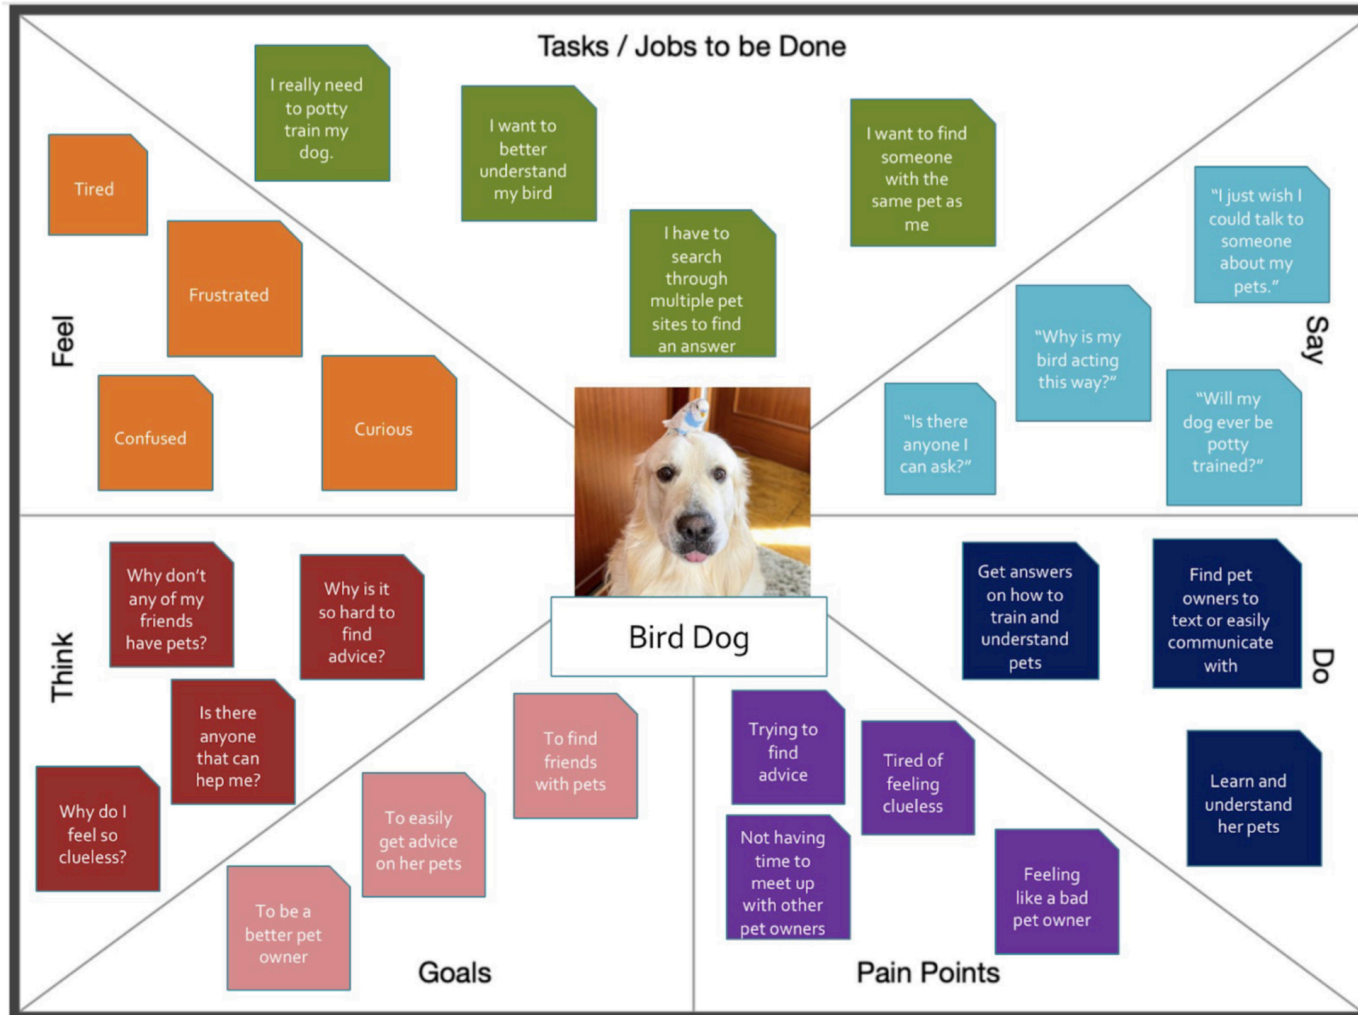 Tasks / Jobs to be Done
I really need
to potty
train my
dog.
I want to
better
understand
my bird
I have to
search
through
multiple pet
sites to find
an answer
I want to find
someone
with the
same pet as
me
Feel
Tired
Frustrated
Confused
Curious
Say
"I just wish I
could talk to
someone
about my
pets."
"Why is my
bird acting
this way?"
"Is there
anyone I
can ask?"
"Will my
dog ever be
potty
trained?"
Bird Dog
Think
Why don't
any of my
friends
have pets?
Why is it
so hard to
find
advice?
Is there
anyone
that can
hep me?
Why do I
feel so
clueless?
Goals
To find
friends
with pets
To easily
get advice
on her pets
To be a
better pet
owner
Pain Points
Trying to
find
advice
Tired of
feeling
clueless
Not having
time to
meet up
with other
pet owners
Feeling
like a bad
pet owner
Do
Get answers
on how to
train and
understand
pets
Find pet
owners to
text or easily
communicate
with
Learn and
understand
her pets